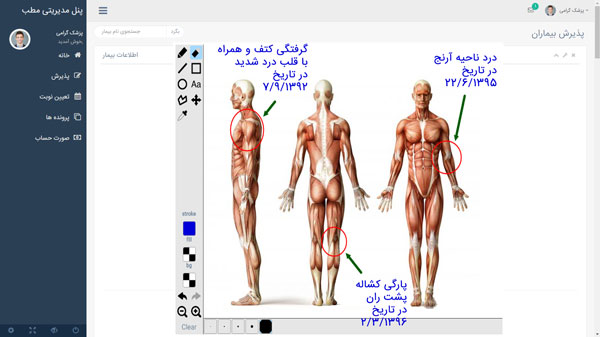 پنل مدیریتی مطب
پزشک گرامی
خوش آمدید.
خانه
پذیرش
تعیین نوبت
پرونده ها
صورت حساب
پزشک گرامی
1
پذیرش بیماران
جستجوی نام بیمار
بگرد
اطلاعات بیمار
گرفتگی کتف و همراه
با قلب درد شدید
در تاریخ
۷/۹/۱۳۹۲
درد ناحیه آرنج
در تاریخ
۲۲/۶/۱۳۹۵
پارگی کشاله
پشت ران
در تاریخ
۲/۳/۱۳۹۶
Aa
stroke
fill
bg
Clear